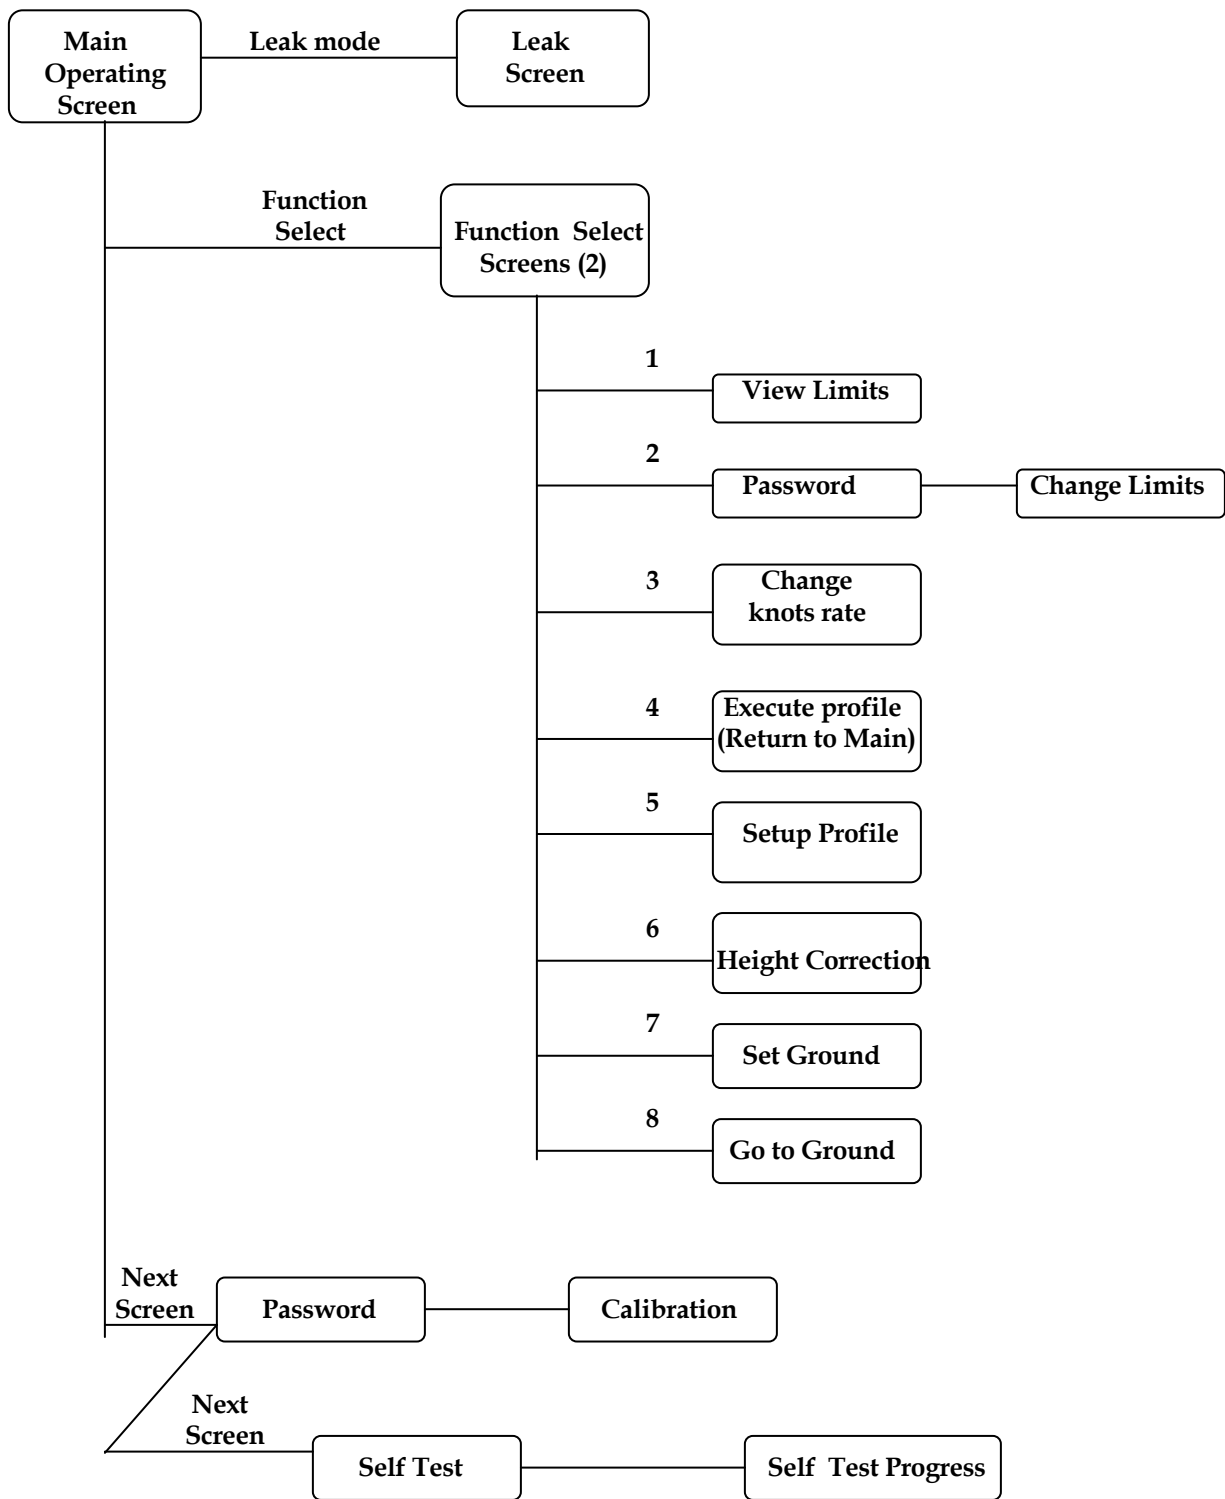 Main
Operating
Screen
Leak mode
Leak
Screen
Function
Select
Function Select
Screens (2)
1
View Limits
2
Password
Change Limits
3
Change
knots rate
4
Execute profile
(Return to Main)
5
Setup Profile
6
Height Correction
7
Set Ground
8
Go to Ground
Next
Screen
Password
Calibration
Next
Screen
Self Test
Self Test Progress